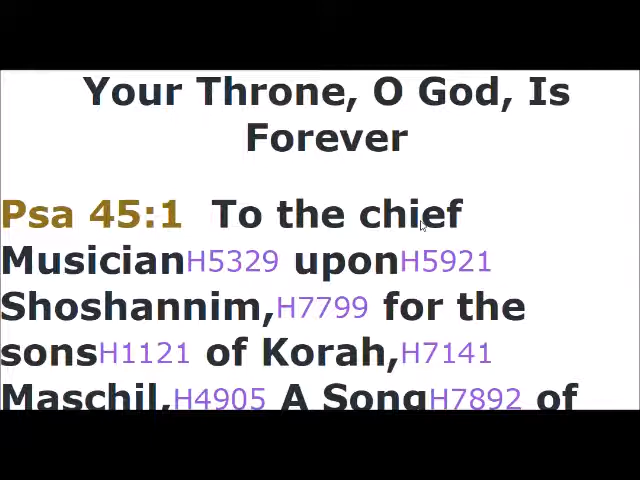 Your Throne, O God, Is
Forever
Psa 45:1 To the chief
MusicianH5329 uponH5921
Shoshannim,H7799 for the
sonsH1121 of Korah,H7141
Maschil,H4905 A SongH7892 of